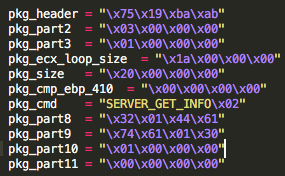 pkg_header = "\x75\x19\xba\xab"
pkg_part2 = "\x03\x00\x00\x00"
pkg_part3 = "\x01\x00\x00\x00"
pkg_ecx_loop_size = "\x1a\x00\x00\x00"
pkg_size = "\x20\x00\x00\x00"
pkg_cmp_ebp_410 = "\x00\x00\x00\x00"
pkg_cmd = "SERVER_GET_INFO\x02"
pkg_part8 = "\x32\x01\x44\x61"
pkg_part9 = "\x74\x61\x01\x30"
pkg_part10 = "\x01\x00\x00\x00"
pkg_part11 = "\x00\x00\x00\x00"